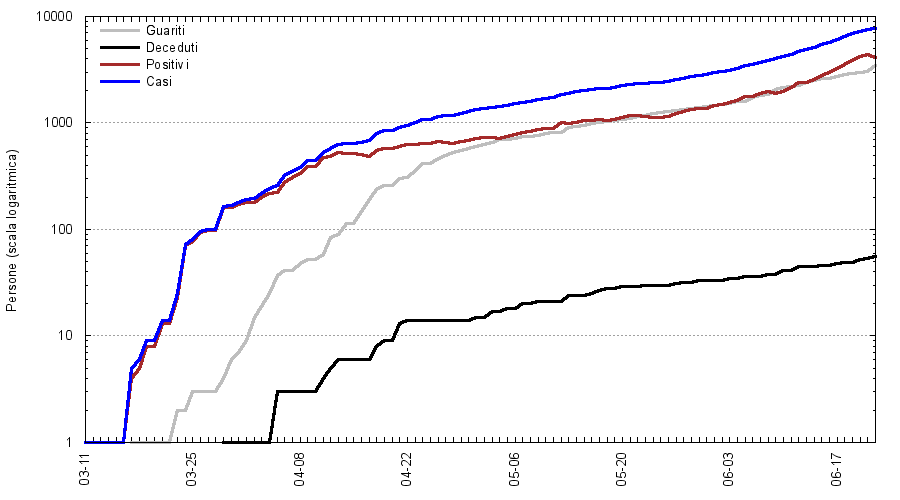 10000
1000
100
10
1
Persone (scala logaritmica)
Guariti
Deceduti
Positivi
Casi
03-11
03-25
04-08
04-22
05-06
05-20
06-03
06-17